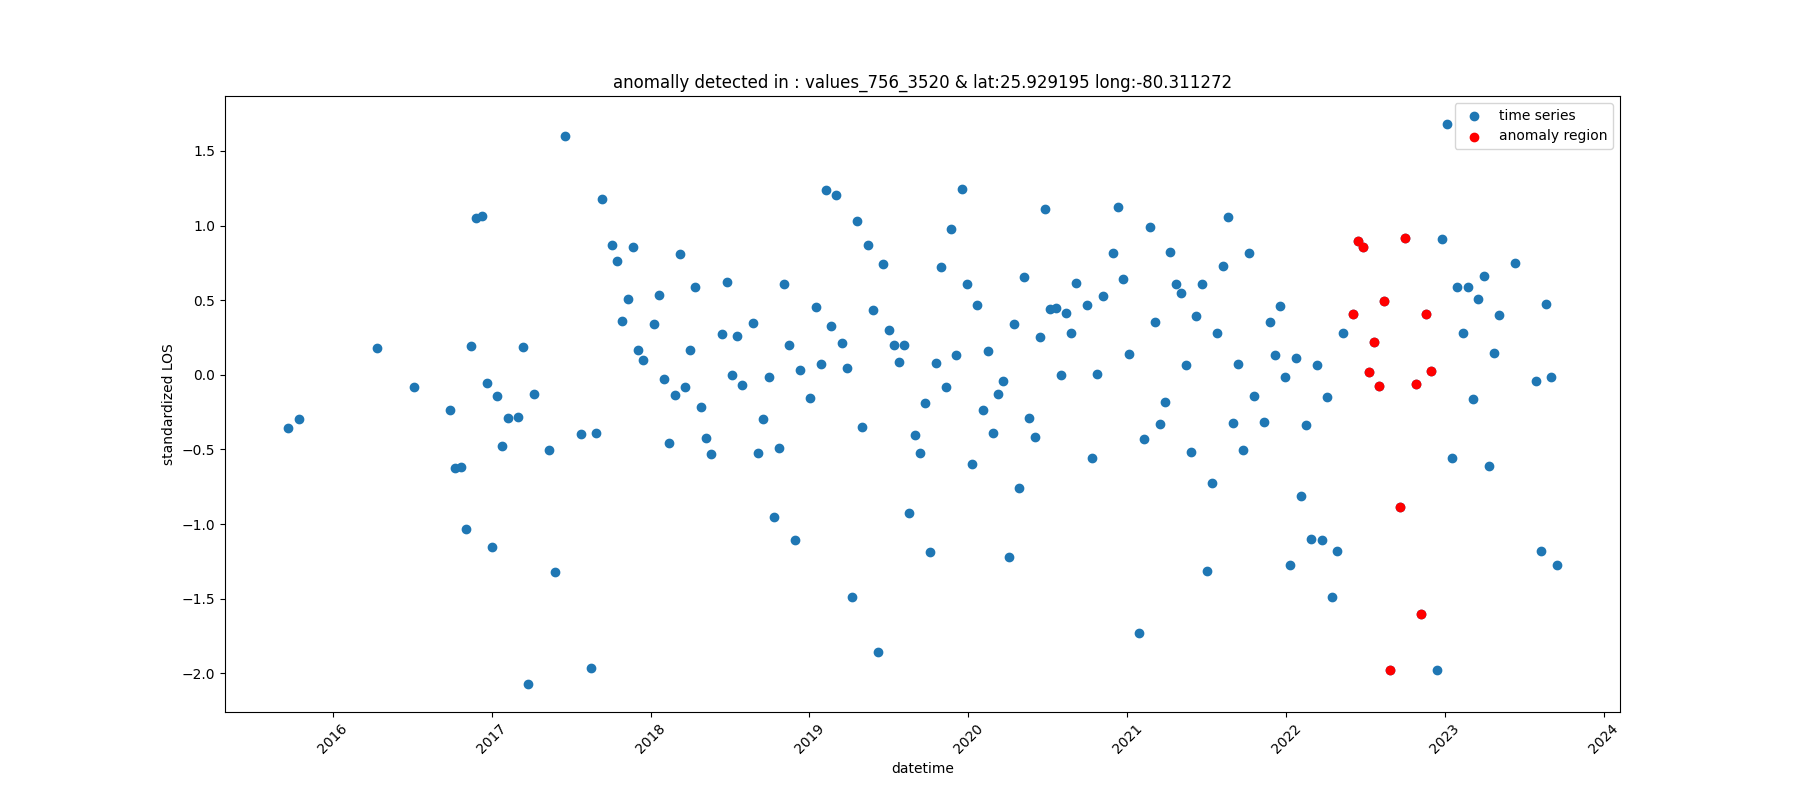 anomally detected in : values_756_3520 & lat:25.929195 long:-80.311272
time series
anomaly region
standardized LOS
1.5
1.0
0.5
0.0
−0.5
−1.0
−1.5
−2.0
2016 2017 2018 2019 2020 2021 2022 2023 2024
datetime